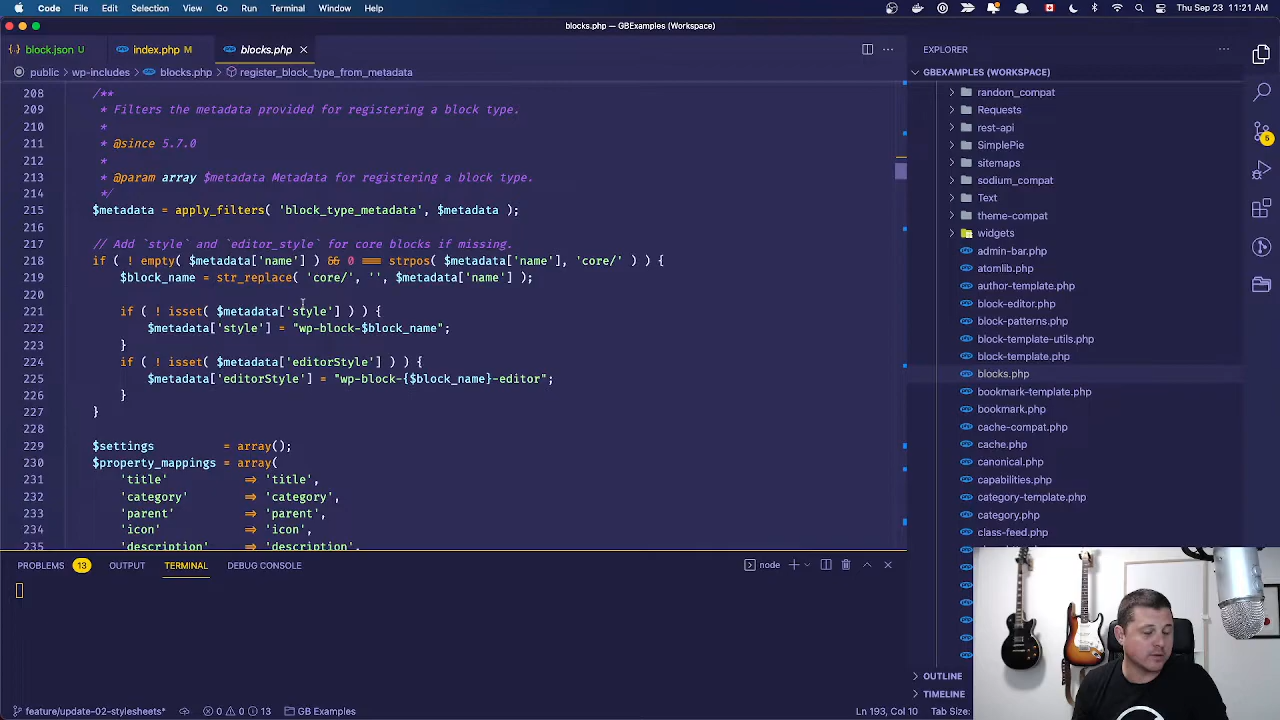 Code File Edit Selection View Go Run Terminal Window Help
Thu Sep 23 11:21 AM
blocks.php — GBExamples (Workspace)
{} block.json U
index.php M
blocks.php
public > wp-includes > blocks.php > register_block_type_from_metadata
208 /**
209 * Filters the metadata provided for registering a block type.
210 *
211 * @since 5.7.0
212 *
213 * @param array $metadata Metadata for registering a block type.
214 */
215 $metadata = apply_filters( 'block_type_metadata', $metadata );
216
217 // Add `style` and `editor_style` for core blocks if missing.
218 if ( ! empty( $metadata['name'] ) && 0 === strpos( $metadata['name'], 'core/' ) ) {
219 $block_name = str_replace( 'core/', '', $metadata['name'] );
220
221 if ( ! isset( $metadata['style'] ) ) {
222 $metadata['style'] = "wp-block-$block_name";
223 }
224 if ( ! isset( $metadata['editorStyle'] ) ) {
225 $metadata['editorStyle'] = "wp-block-{$block_name}-editor";
226 }
227 }
228
229 $settings = array();
230 $property_mappings = array(
231 'title' => 'title',
232 'category' => 'category',
233 'parent' => 'parent',
234 'icon' => 'icon',
235 'description' => 'description',
PROBLEMS 13 OUTPUT TERMINAL DEBUG CONSOLE
node
EXPLORER
GBEXAMPLES (WORKSPACE)
random_compat
Requests
rest-api
SimplePie
sitemaps
sodium_compat
Text
theme-compat
widgets
admin-bar.php
atomlib.php
author-template.php
block-editor.php
block-patterns.php
block-template-utils.php
block-template.php
blocks.php
bookmark-template.php
bookmark.php
cache-compat.php
cache.php
canonical.php
capabilities.php
category-template.php
category.php
class-feed.php
OUTLINE
TIMELINE
5
feature/update-02-stylesheets* 0 0 13 GB Examples
Ln 193, Col 10 Tab Size: